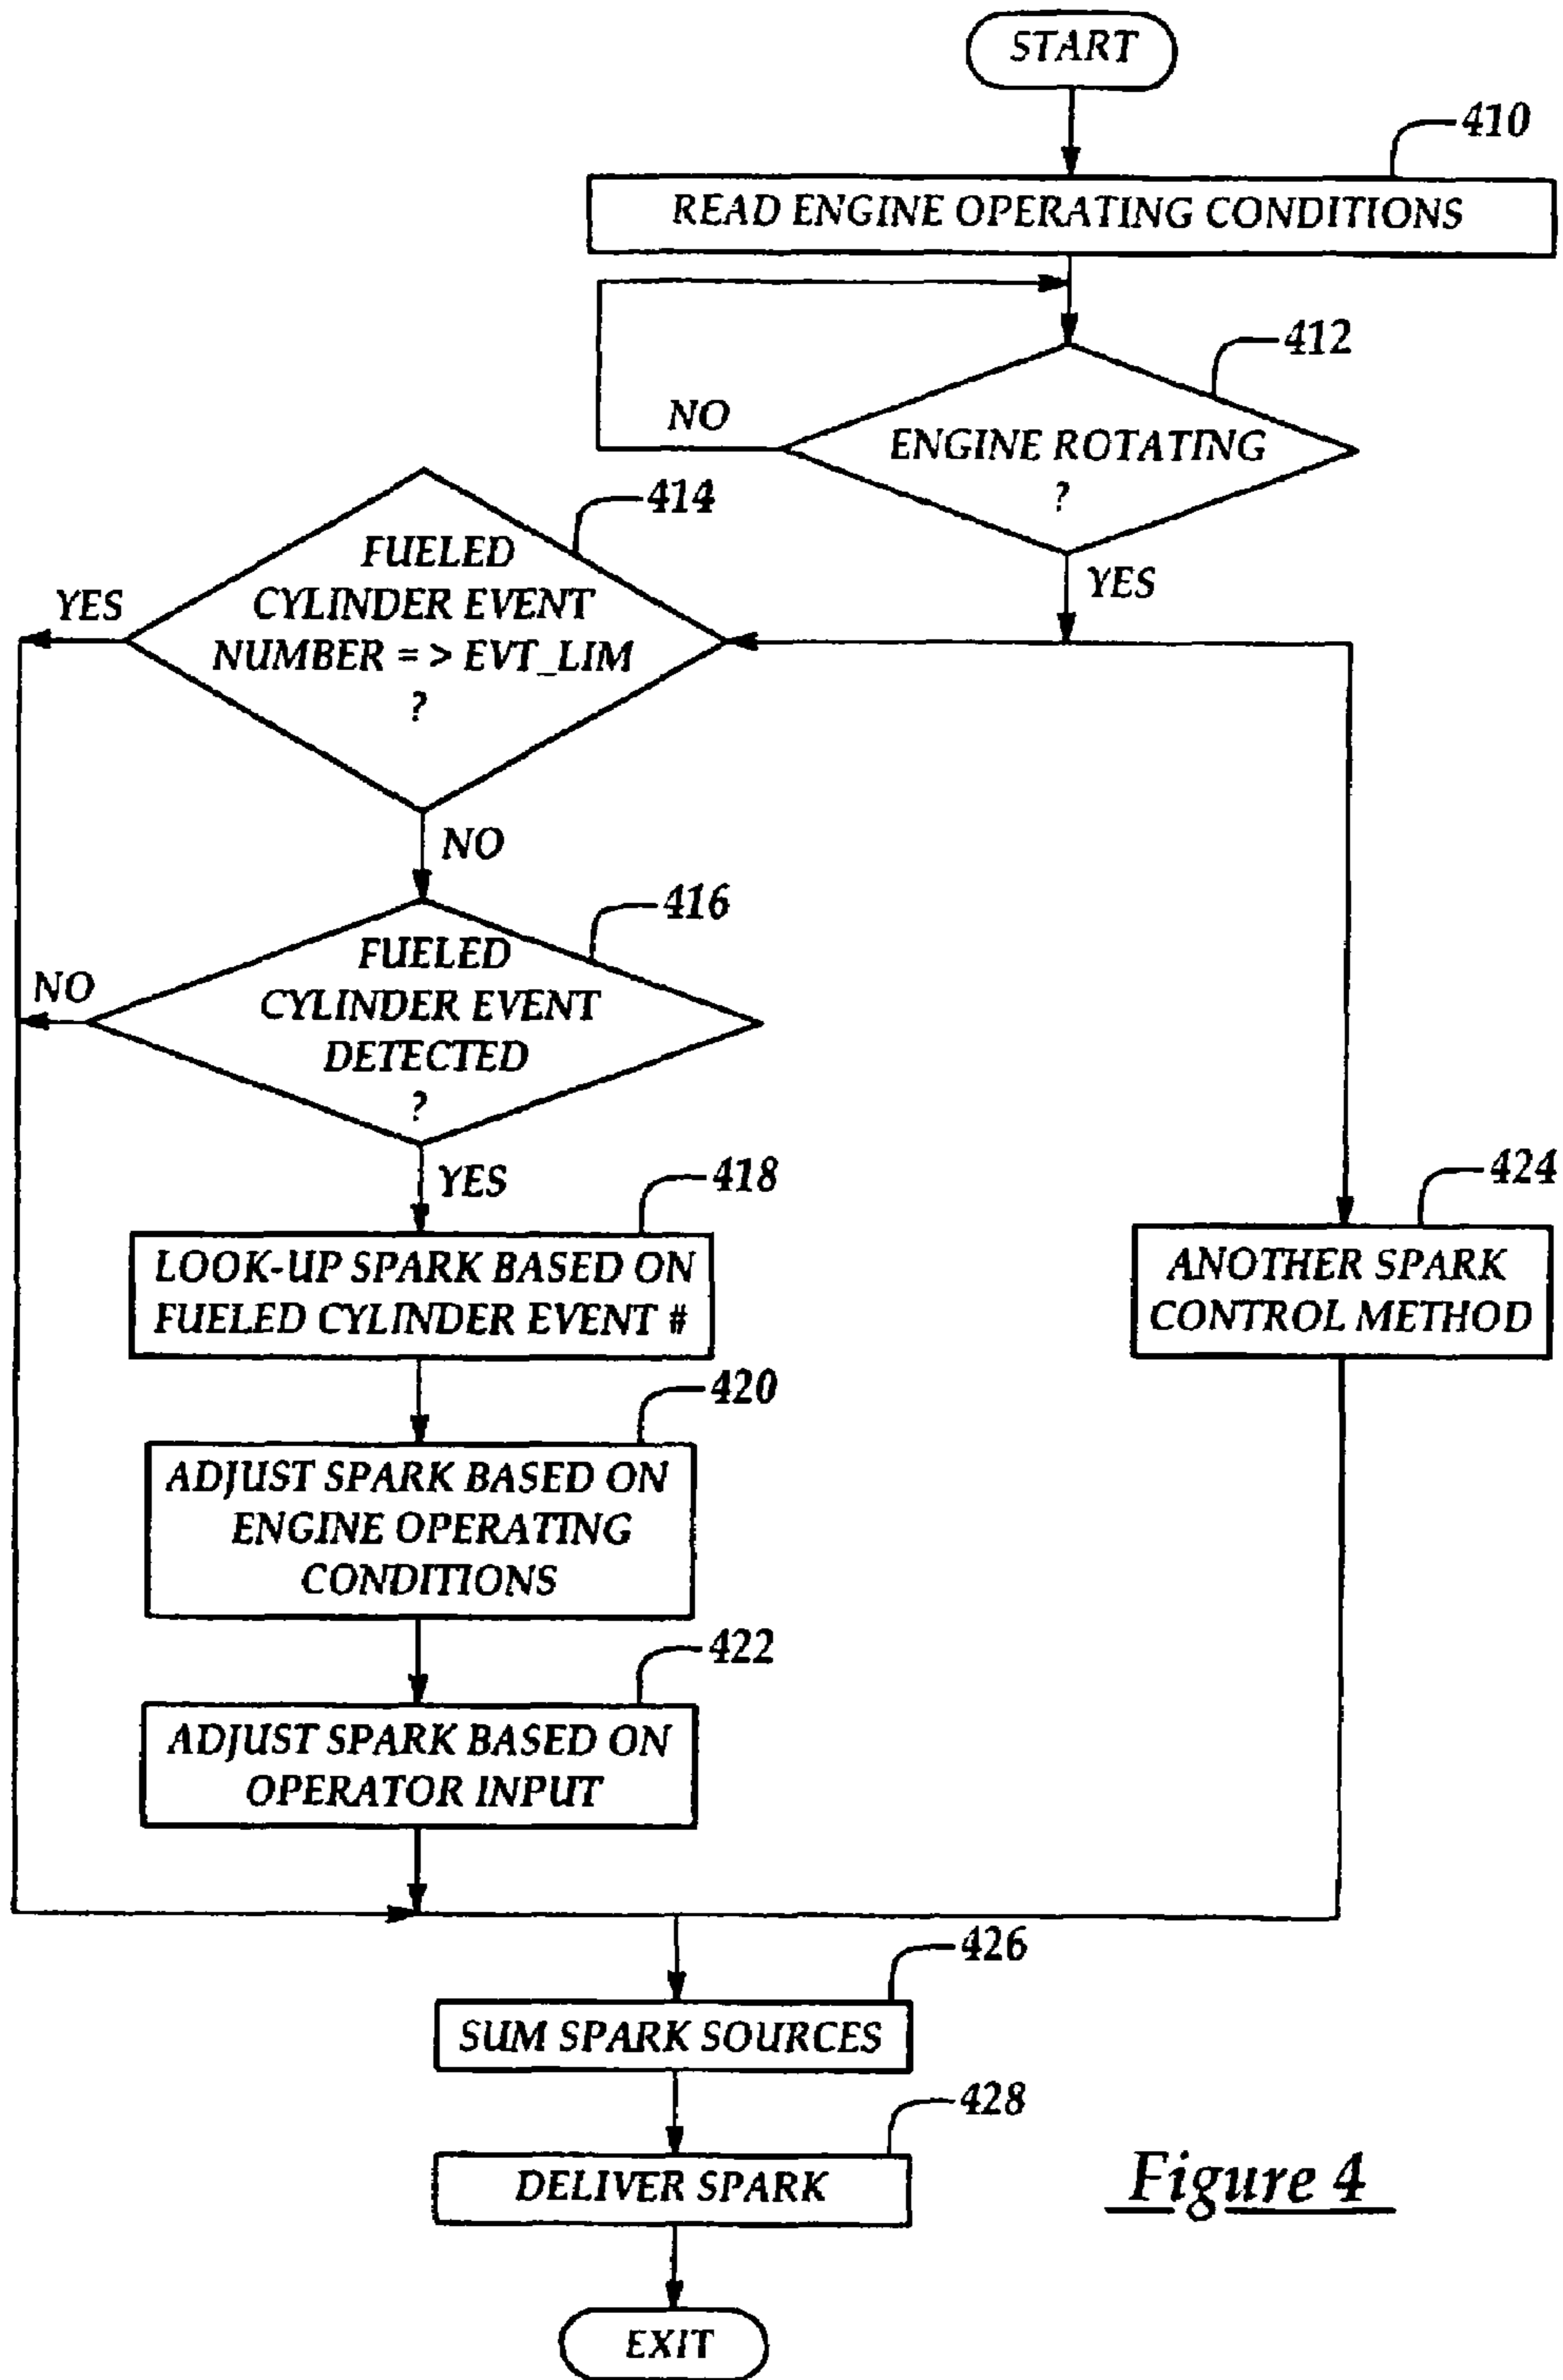 START
410
READ ENGINE OPERATING CONDITIONS
412
NO
ENGINE ROTATING
?
YES
414
FUELED
CYLINDER EVENT
NUMBER = > EVT_LIM
?
YES
NO
416
FUELED
CYLINDER EVENT
DETECTED
?
NO
YES
418
LOOK-UP SPARK BASED ON
FUELED CYLINDER EVENT #
424
ANOTHER SPARK
CONTROL METHOD
420
ADJUST SPARK BASED ON
ENGINE OPERATING
CONDITIONS
422
ADJUST SPARK BASED ON
OPERATOR INPUT
426
SUM SPARK SOURCES
428
DELIVER SPARK
Figure 4
EXIT